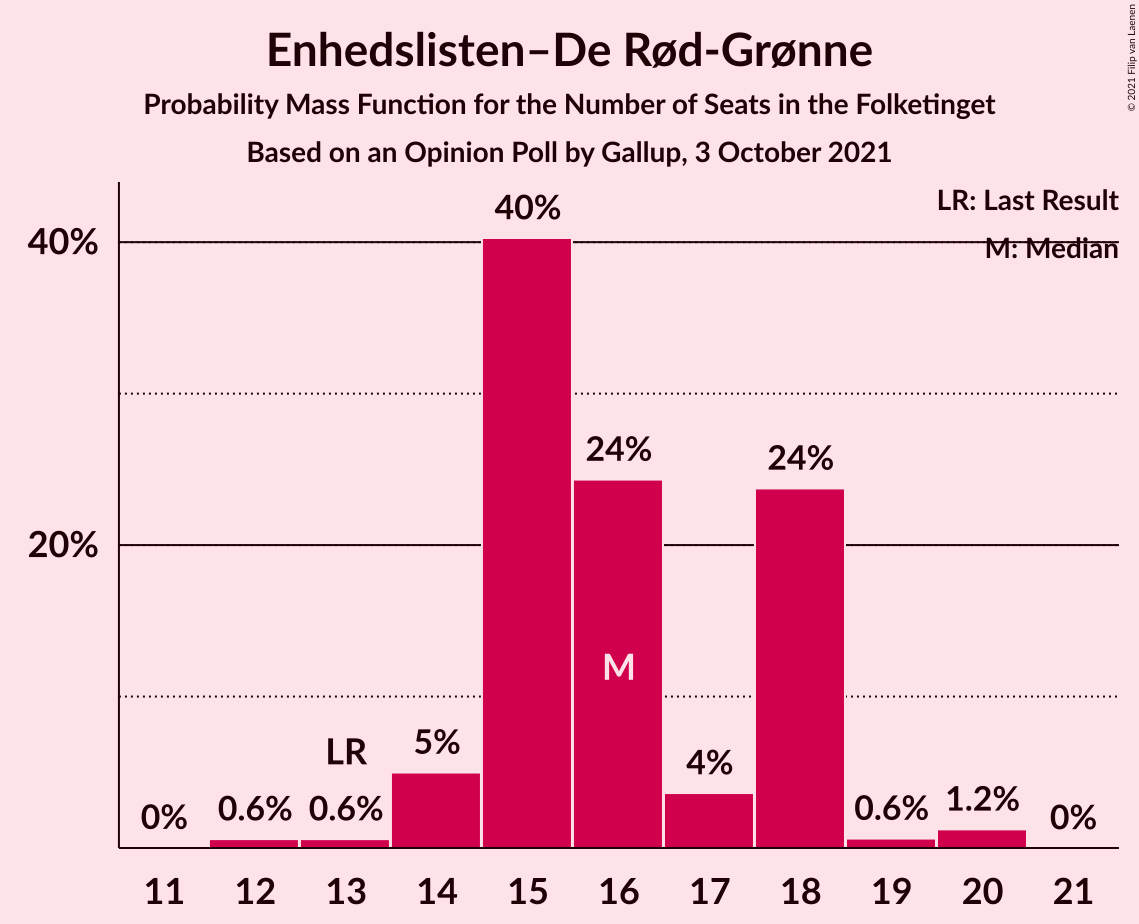 Enhedslisten–De Rød-Grønne
Probability Mass Function for the Number of Seats in the Folketinget
Based on an Opinion Poll by Gallup, 3 October 2021
© 2021 Filip van Laenen
LR: Last Result
M: Median
40%
20%
0%
0.6%
LR
0.6%
5%
40%
24%
M
4%
24%
0.6%
1.2%
0%
11 12 13 14 15 16 17 18 19 20 21